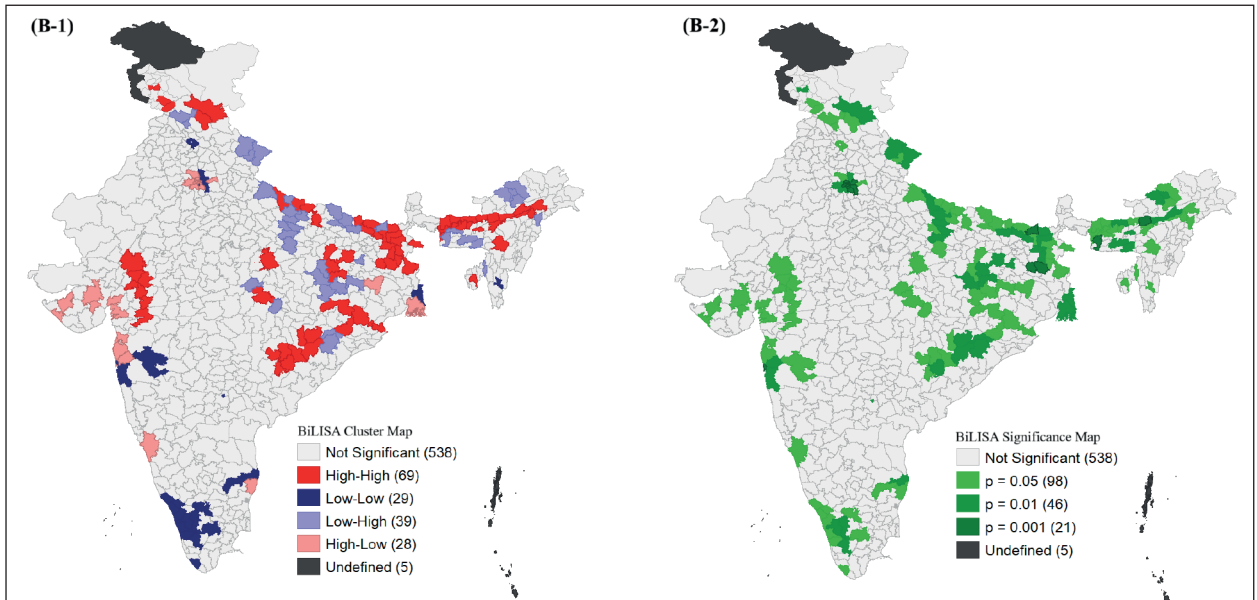 (B-1)
BiLISA Cluster Map
Not Significant (538)
High-High (69)
Low-Low (29)
Low-High (39)
High-Low (28)
Undefined (5)
(B-2)
BiLISA Significance Map
Not Significant (538)
p = 0.05 (98)
p = 0.01 (46)
p = 0.001 (21)
Undefined (5)